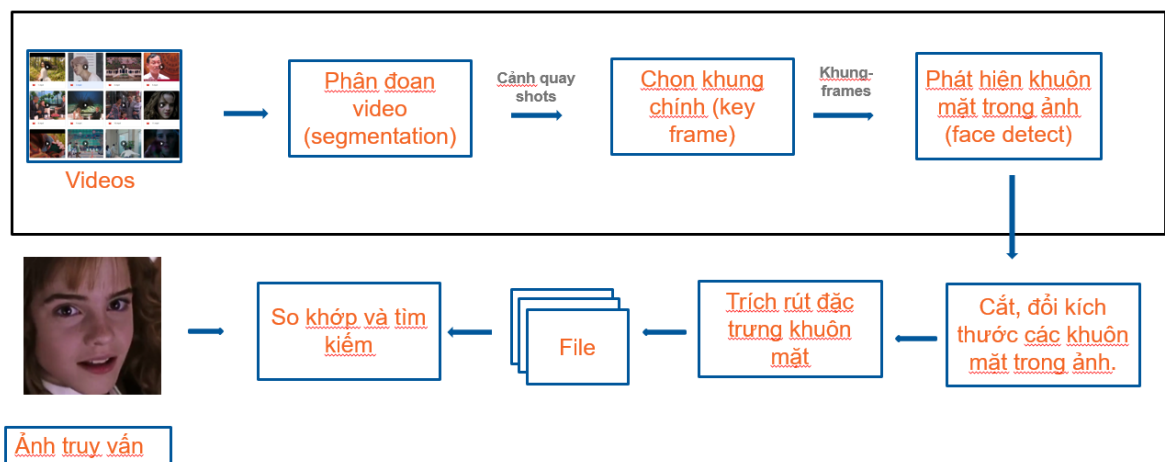 Phân đoan
video
(segmentation)
Cảnh quay
shots
Chọn khung
chính (key
frame)
Khung-
frames
Phát hiện khuôn
mặt trong ảnh
(face detect)
Videos
So khớp và tìm
kiếm
File
Trích rút đặc
trưng khuôn
mặt
Cắt, đổi kích
thước các khuôn
mặt trong ảnh.
Ảnh truy vấn